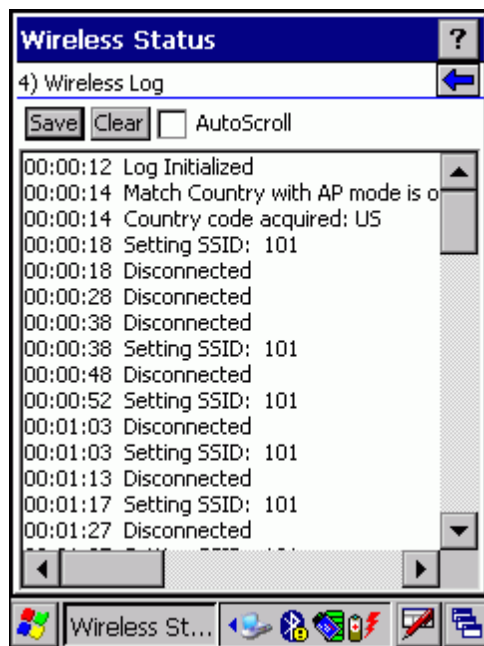 Wireless Status ?
4) Wireless Log
Save Clear AutoScroll
00:00:12 Log Initialized
00:00:14 Match Country with AP mode is o
00:00:14 Country code acquired: US
00:00:18 Setting SSID: 101
00:00:18 Disconnected
00:00:28 Disconnected
00:00:38 Disconnected
00:00:38 Setting SSID: 101
00:00:48 Disconnected
00:00:52 Setting SSID: 101
00:01:03 Disconnected
00:01:03 Setting SSID: 101
00:01:13 Disconnected
00:01:17 Setting SSID: 101
00:01:27 Disconnected
Wireless St...